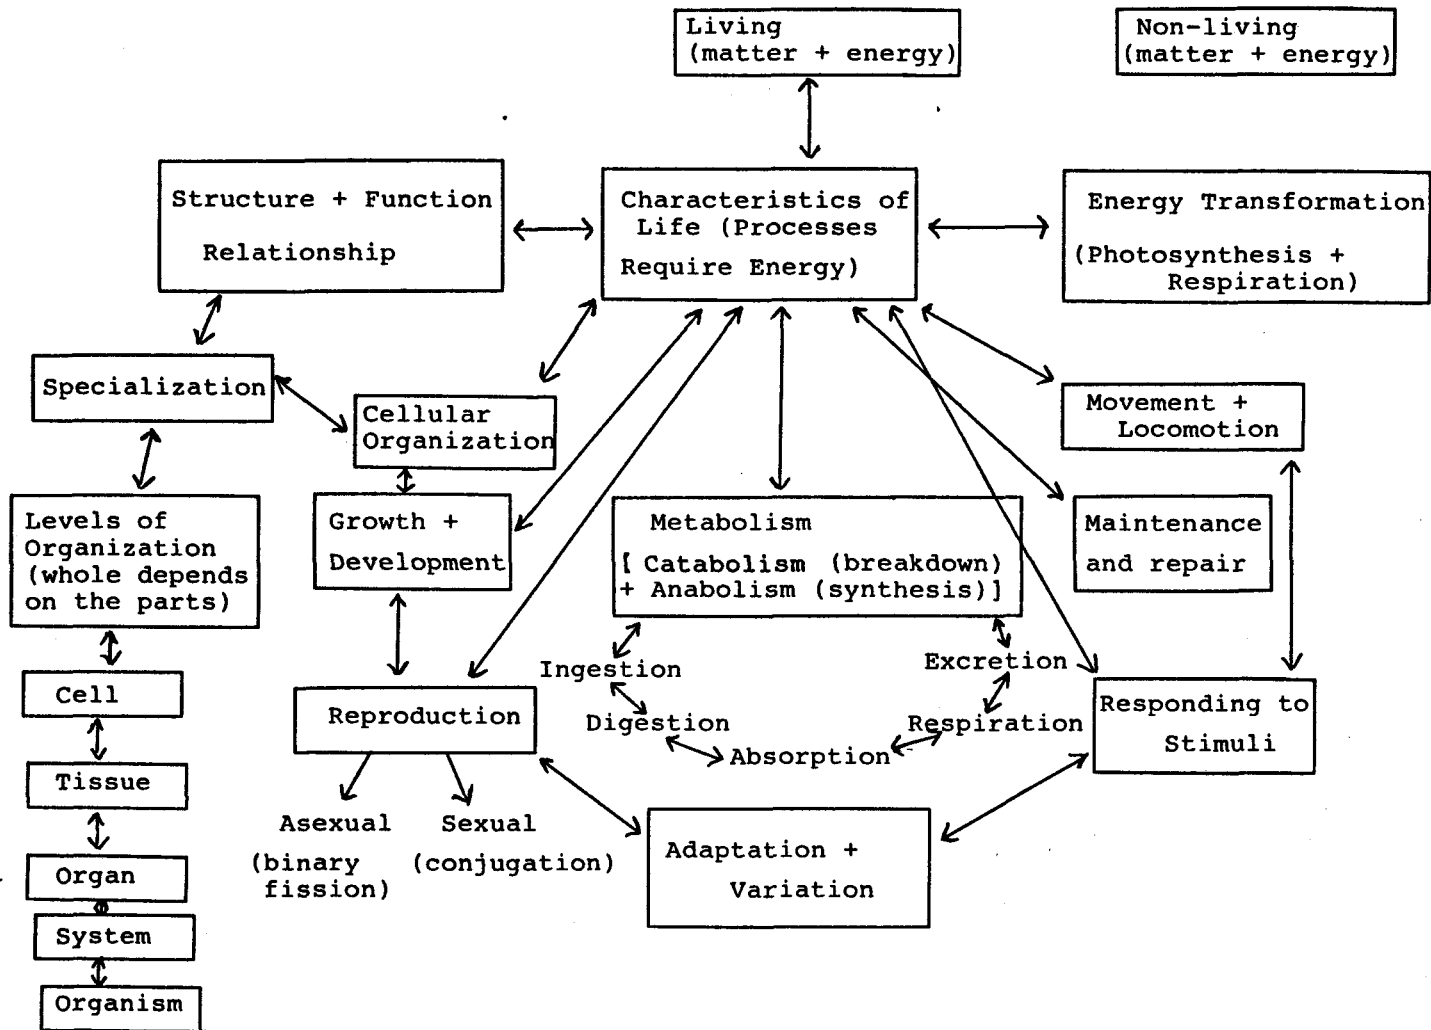 Living
(matter + energy)
Non-living
(matter + energy)
Structure + Function
Relationship
Characteristics of
Life (Processes
Require Energy)
Energy Transformation
(Photosynthesis +
Respiration)
Specialization
Cellular
Organization
Movement +
Locomotion
Levels of
Organization
(whole depends
on the parts)
Growth +
Development
Metabolism
[ Catabolism (breakdown)
+ Anabolism (synthesis)]
Maintenance
and repair
Cell
Tissue
Organ
System
Organism
Reproduction
Asexual
(binary
fission)
Sexual
(conjugation)
Ingestion
Digestion
Absorption
Respiration
Excretion
Responding to
Stimuli
Adaptation +
Variation